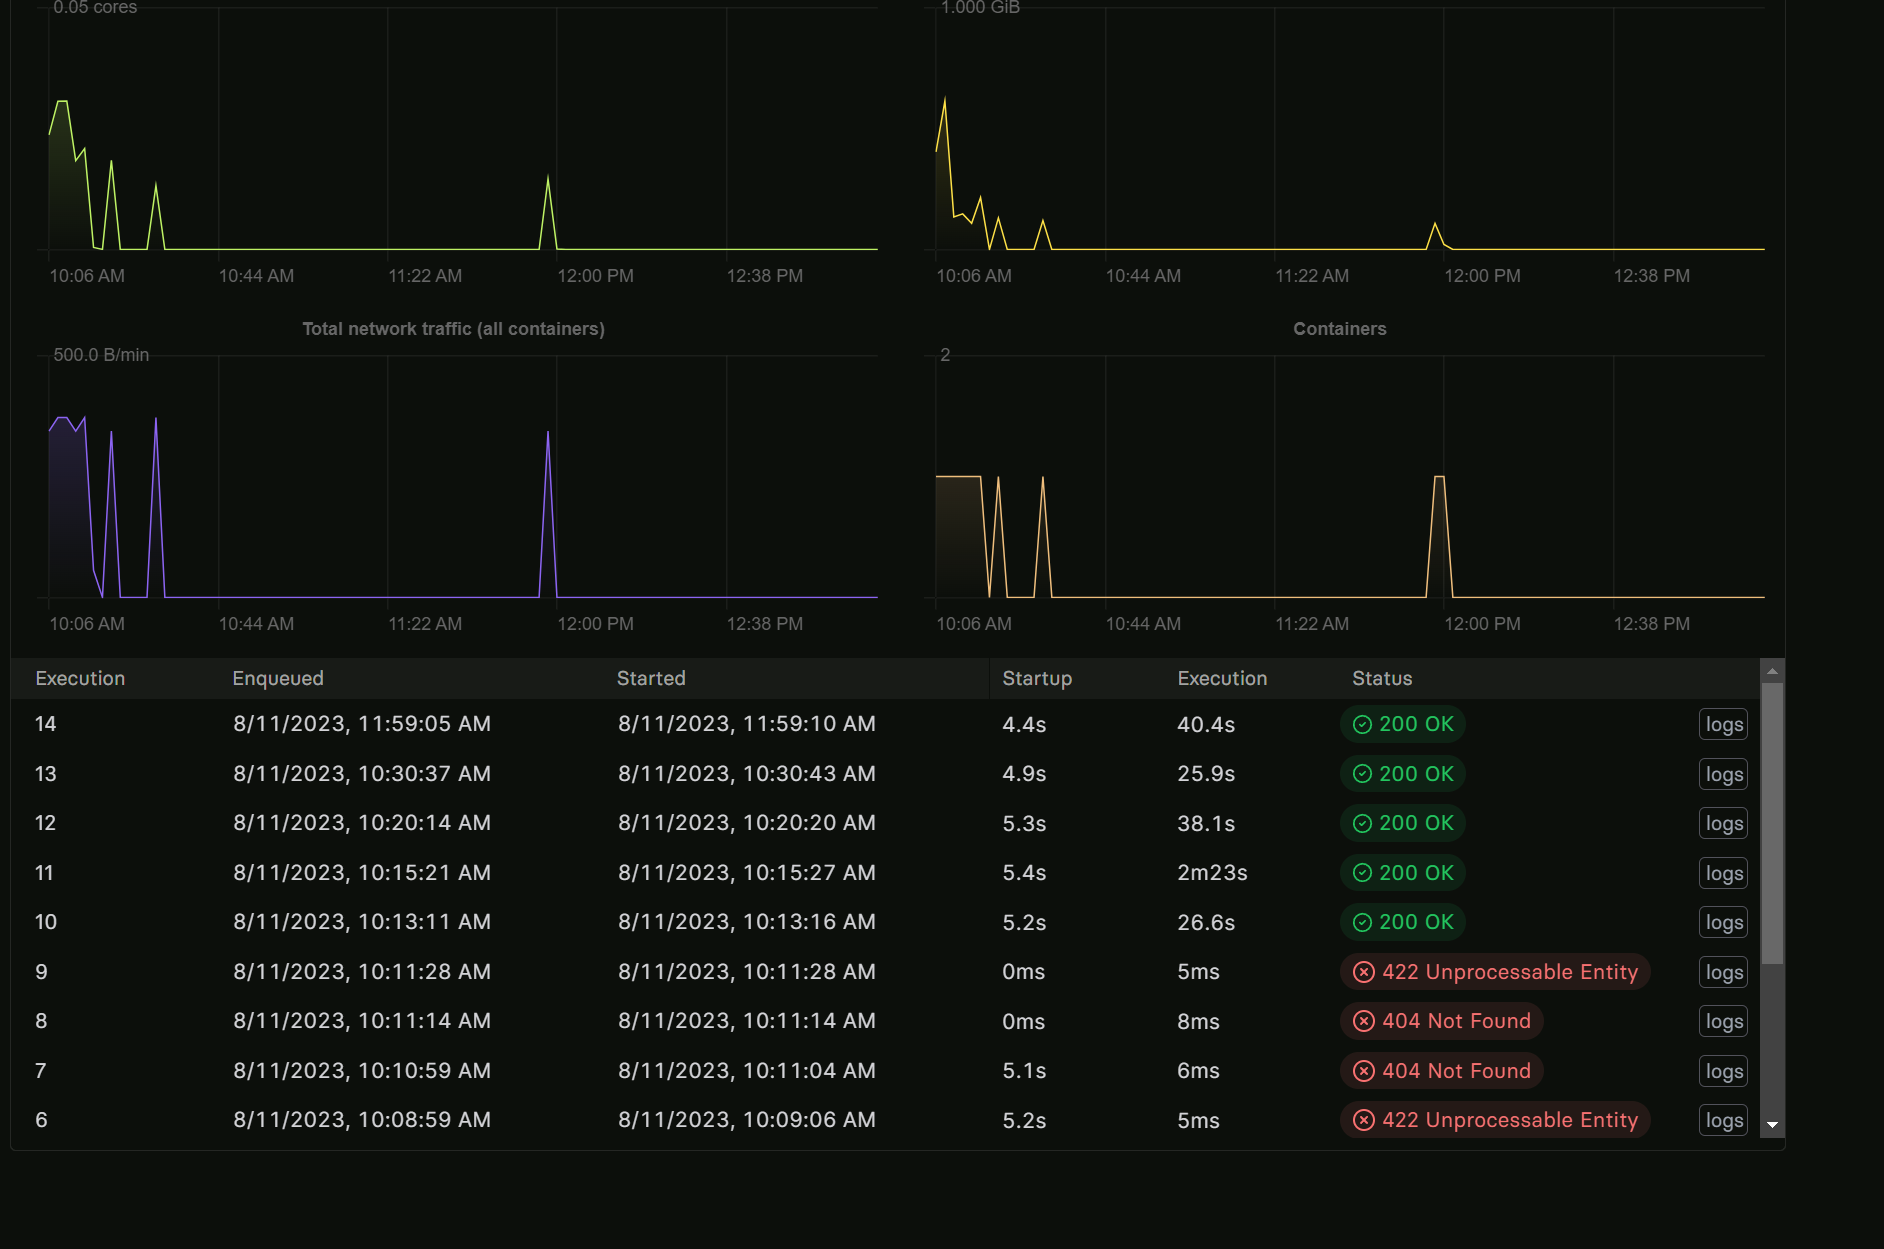 0.05 cores 1.000 GiB
10:06 AM 10:44 AM 11:22 AM 12:00 PM 12:38 PM 10:06 AM 10:44 AM 11:22 AM 12:00 PM 12:38 PM
Total network traffic (all containers) Containers
500.0 B/min 2
10:06 AM 10:44 AM 11:22 AM 12:00 PM 12:38 PM 10:06 AM 10:44 AM 11:22 AM 12:00 PM 12:38 PM
Execution Enqueued Started Startup Execution Status
14 8/11/2023, 11:59:05 AM 8/11/2023, 11:59:10 AM 4.4s 40.4s 200 OK logs
13 8/11/2023, 10:30:37 AM 8/11/2023, 10:30:43 AM 4.9s 25.9s 200 OK logs
12 8/11/2023, 10:20:14 AM 8/11/2023, 10:20:20 AM 5.3s 38.1s 200 OK logs
11 8/11/2023, 10:15:21 AM 8/11/2023, 10:15:27 AM 5.4s 2m23s 200 OK logs
10 8/11/2023, 10:13:11 AM 8/11/2023, 10:13:16 AM 5.2s 26.6s 200 OK logs
9 8/11/2023, 10:11:28 AM 8/11/2023, 10:11:28 AM 0ms 5ms 422 Unprocessable Entity logs
8 8/11/2023, 10:11:14 AM 8/11/2023, 10:11:14 AM 0ms 8ms 404 Not Found logs
7 8/11/2023, 10:10:59 AM 8/11/2023, 10:11:04 AM 5.1s 6ms 404 Not Found logs
6 8/11/2023, 10:08:59 AM 8/11/2023, 10:09:06 AM 5.2s 5ms 422 Unprocessable Entity logs